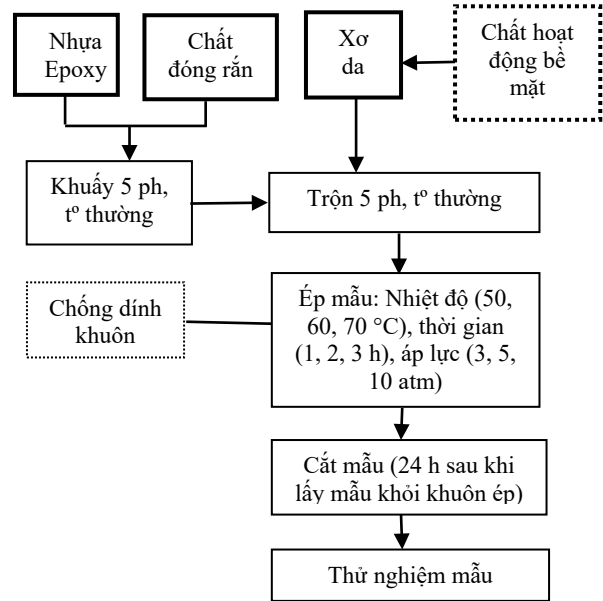 Nhựa
Epoxy
Chất
đóng rắn
Xơ
da
Chất hoạt
động bề
mặt
Khuấy 5 ph,
tº thường
Trộn 5 ph, tº thường
Chống dính
khuôn
Ép mẫu: Nhiệt độ (50,
60, 70 °C), thời gian
(1, 2, 3 h), áp lực (3, 5,
10 atm)
Cắt mẫu (24 h sau khi
lấy mẫu khỏi khuôn ép)
Thử nghiệm mẫu